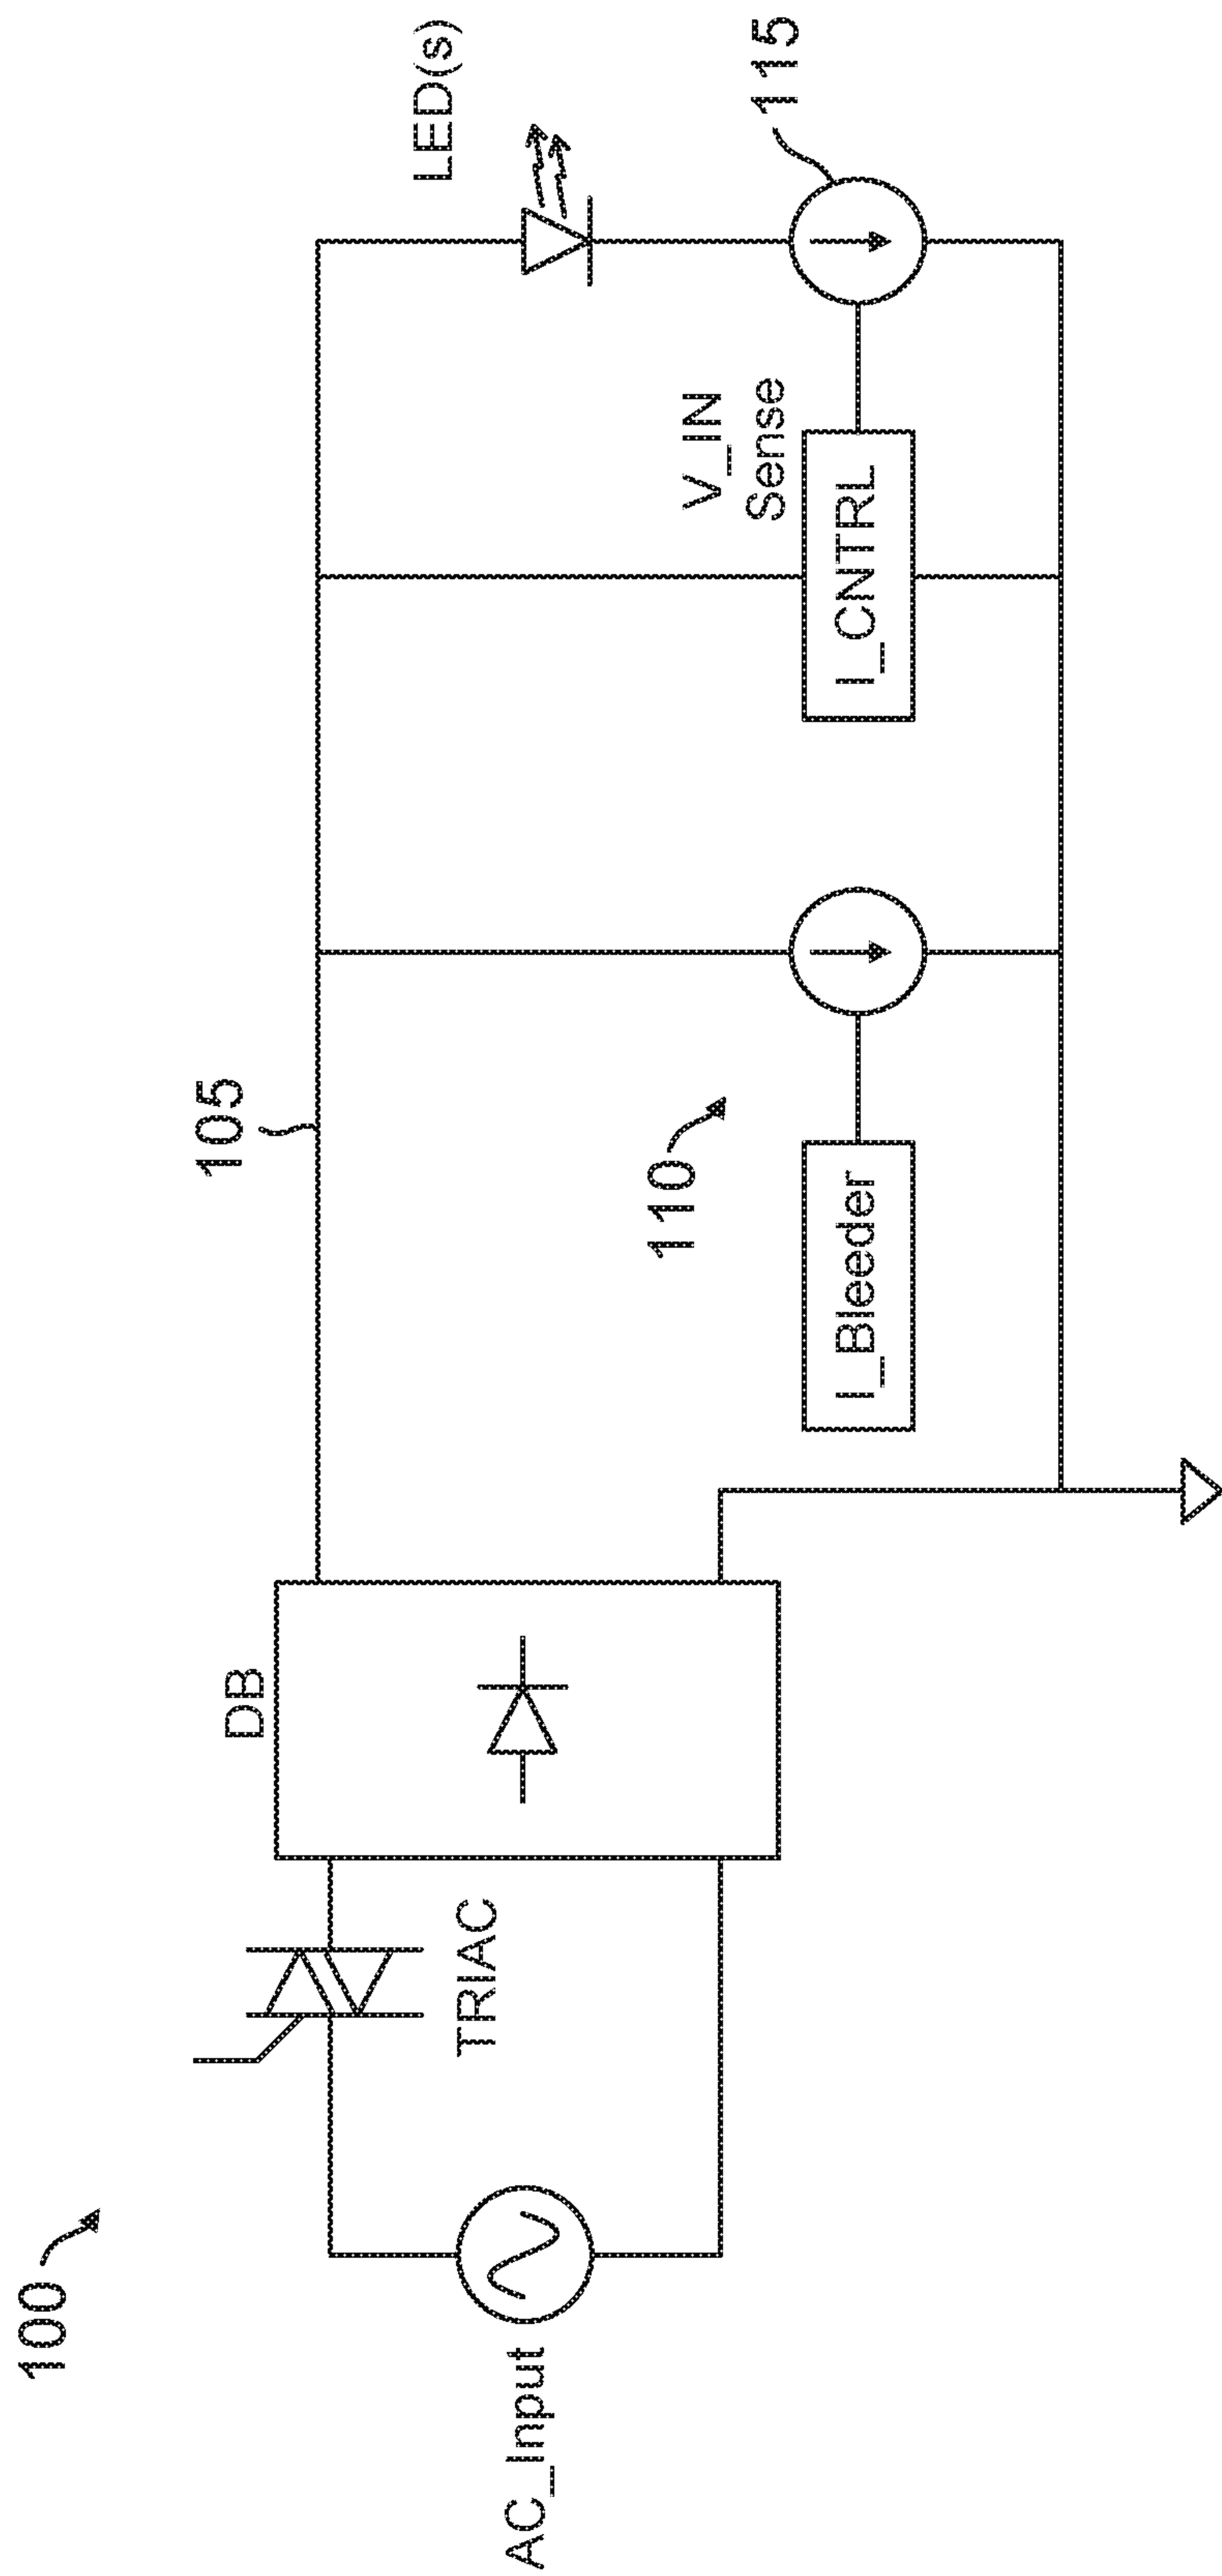 100
AC_Input
TRIAC
DB
105
110
I_Bleeder
V_IN
Sense
I_CNTRL
LED(s)
115